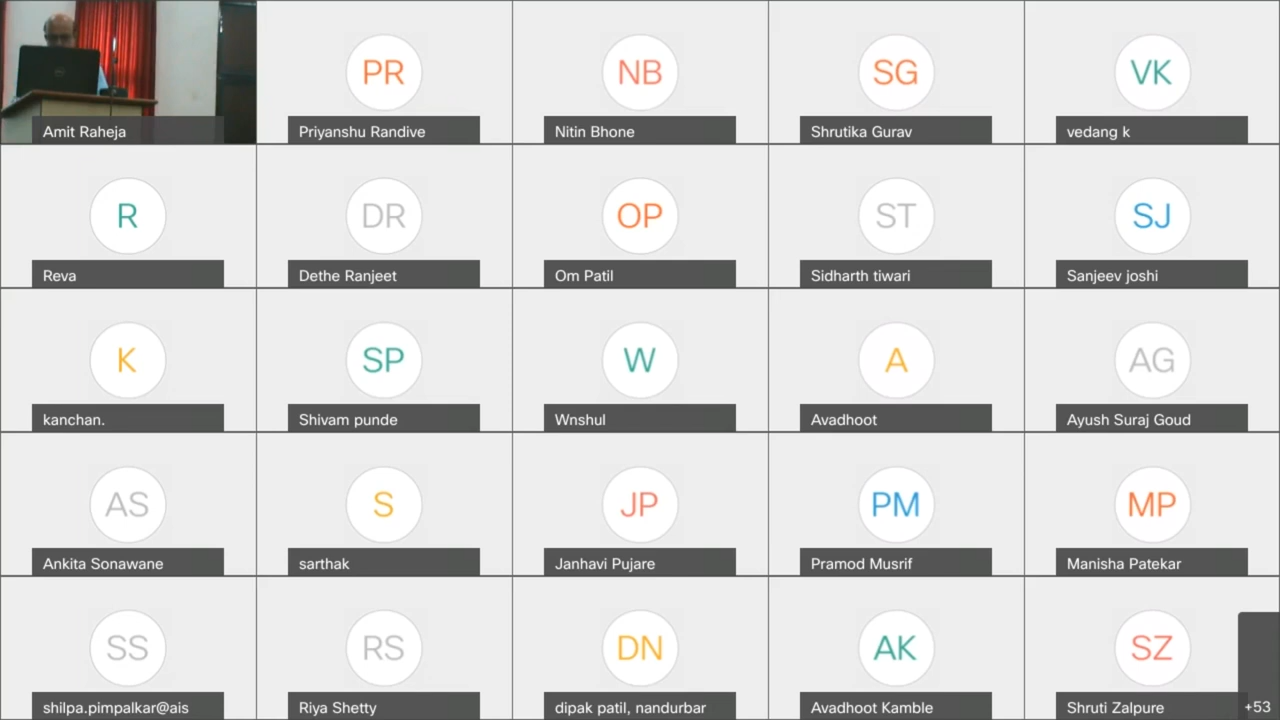 Amit Raheja
PR
Priyanshu Randive
NB
Nitin Bhone
SG
Shrutika Gurav
VK
vedang k
R
Reva
DR
Dethe Ranjeet
OP
Om Patil
ST
Sidharth tiwari
SJ
Sanjeev joshi
K
kanchan.
SP
Shivam punde
W
Wnshul
A
Avadhoot
AG
Ayush Suraj Goud
AS
Ankita Sonawane
S
sarthak
JP
Janhavi Pujare
PM
Pramod Musrif
MP
Manisha Patekar
SS
shilpa.pimpalkar@ais
RS
Riya Shetty
DN
dipak patil, nandurbar
AK
Avadhoot Kamble
SZ
Shruti Zalpure
+53